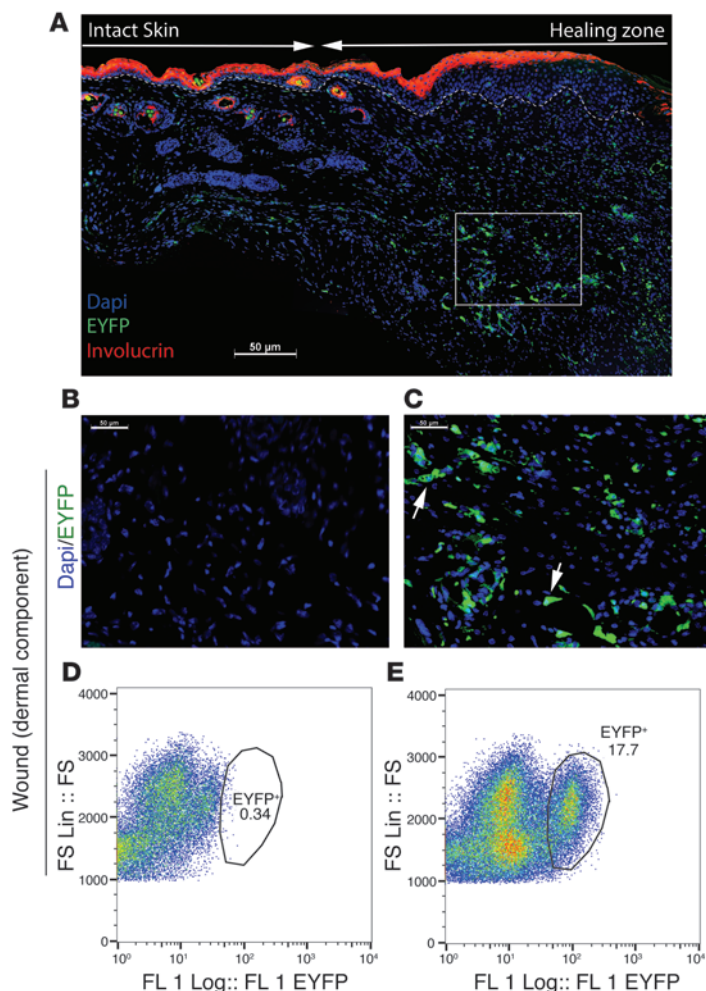 A
Intact Skin
Healing zone
Dapi
EYFP
Involucrin
50 µm
B
C
50 µm
50 µm
Wound (dermal component)
Dapi/EYFP
D
E
4000
3000
2000
1000
0
FS Lin :: FS
EYFP⁺
0.34
10⁰
10¹
10²
10³
10⁴
FL 1 Log:: FL 1 EYFP
4000
3000
2000
1000
0
EYFP⁺
17.7
10⁰
10¹
10²
10³
10⁴
FL 1 Log:: FL 1 EYFP